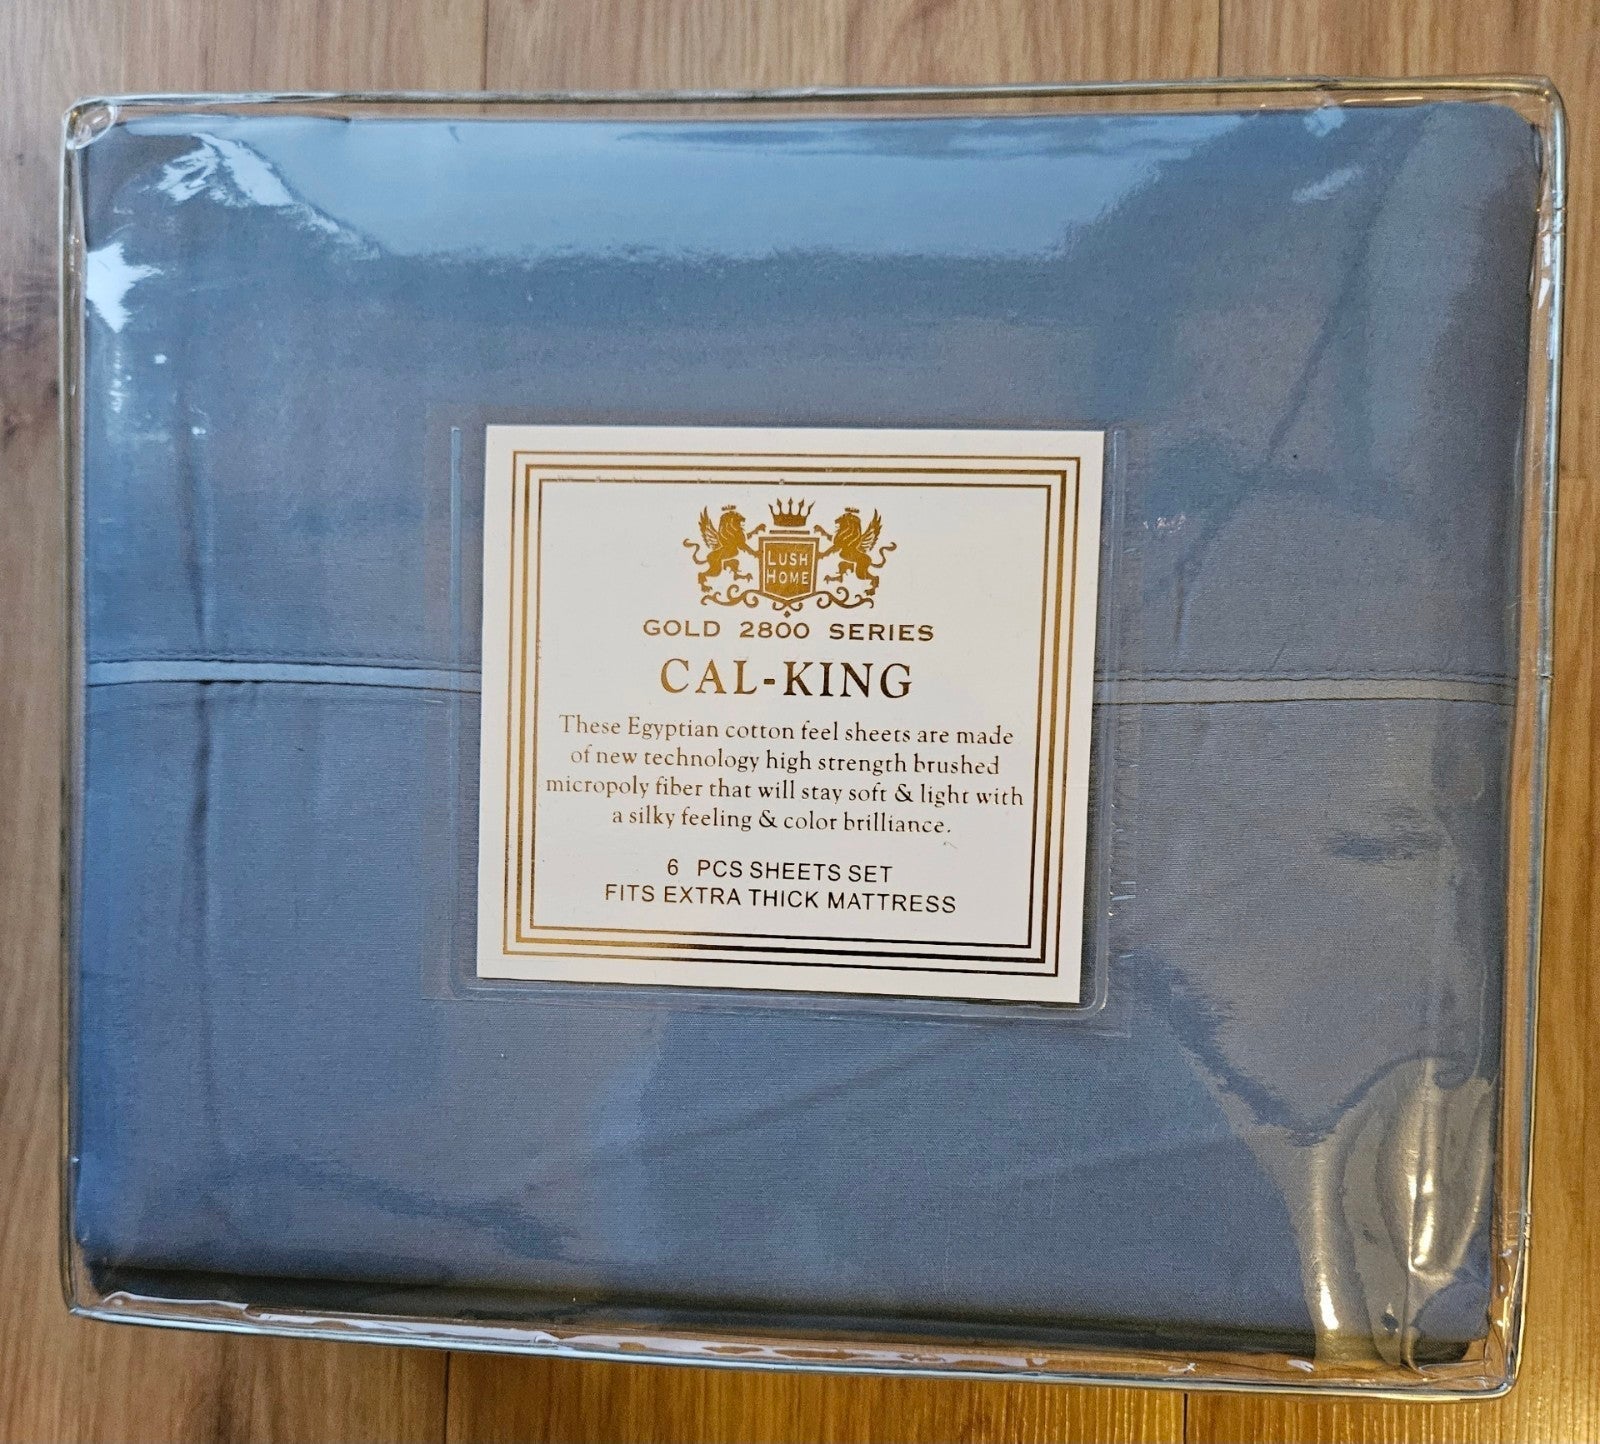 LUSH
HOME
GOLD 2800 SERIES
CAL-KING
These Egyptian cotton feel sheets are made
of new technology high strength brushed
micropoly fiber that will stay soft & light with
a silky feeling & color brilliance.
6 PCS SHEETS SET
FITS EXTRA THICK MATTRESS